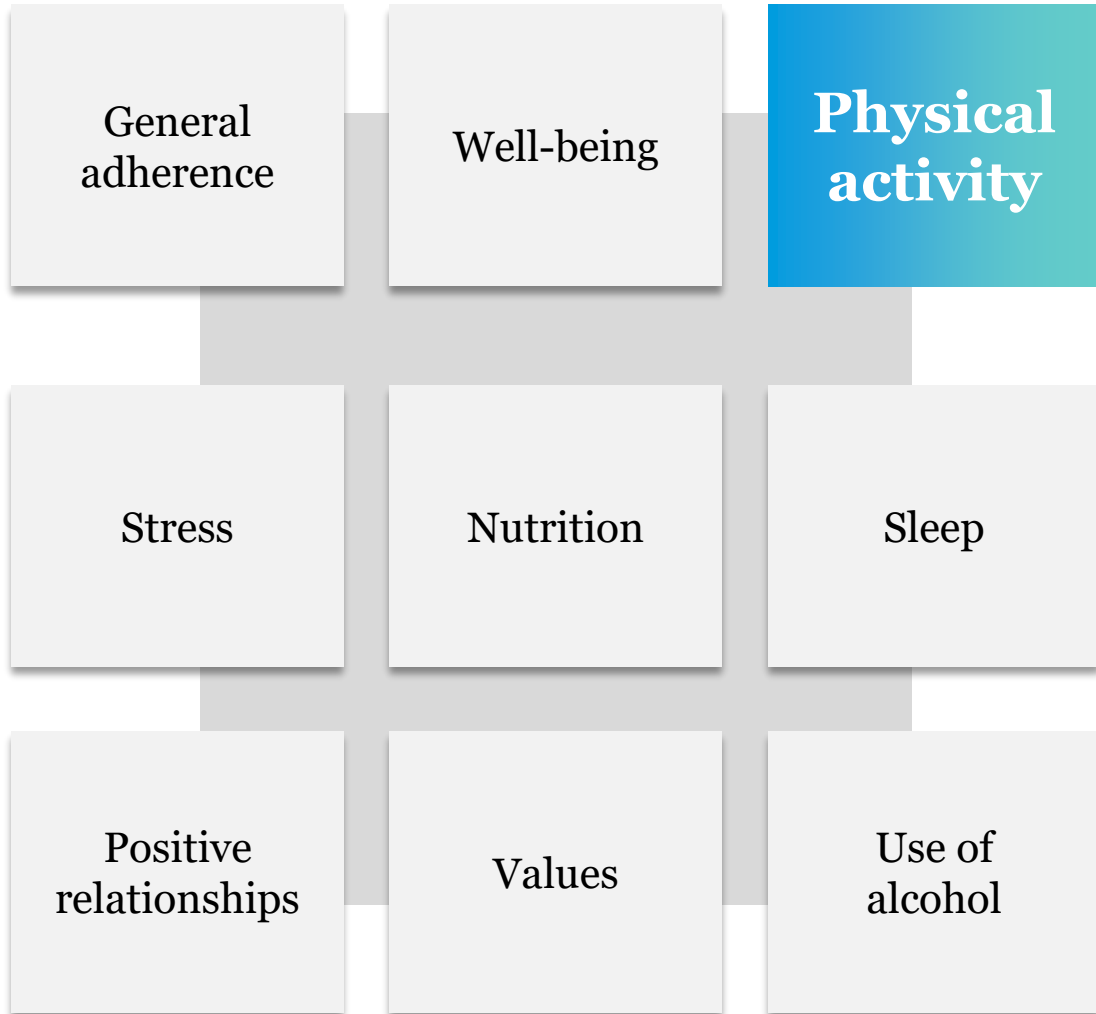 General
adherence
Well-being
Physical
activity
Stress
Nutrition
Sleep
Positive
relationships
Values
Use of
alcohol